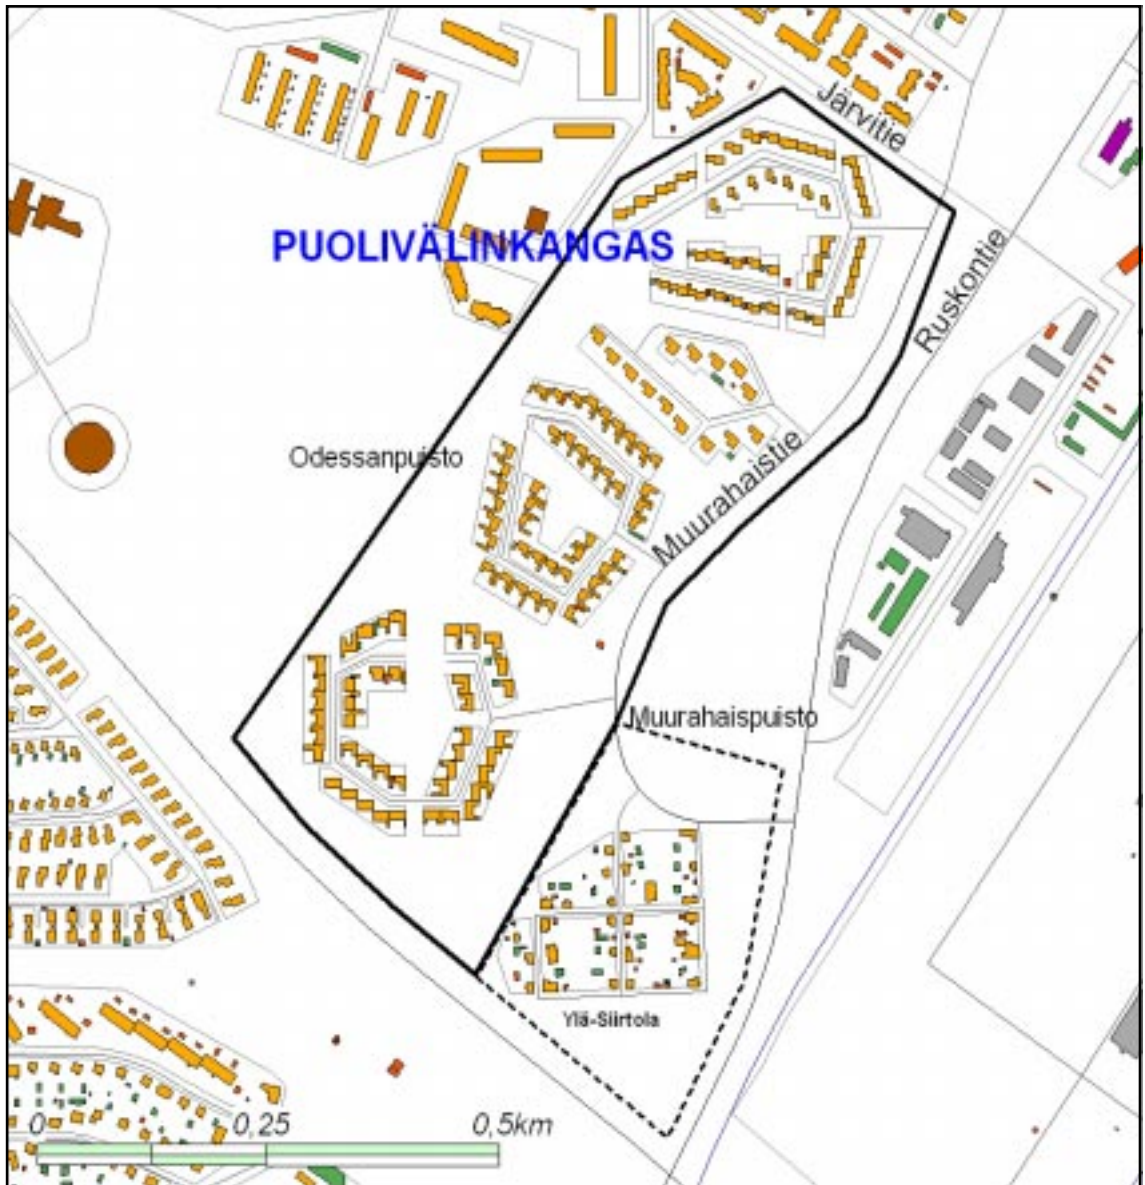 Järvitie
PUOLIVÄLINKANGAS
Ruskontie
Odessanpuisto
Muurahaistie
Muurahaispuisto
Ylä-Siirtola
0 0,25 0,5km